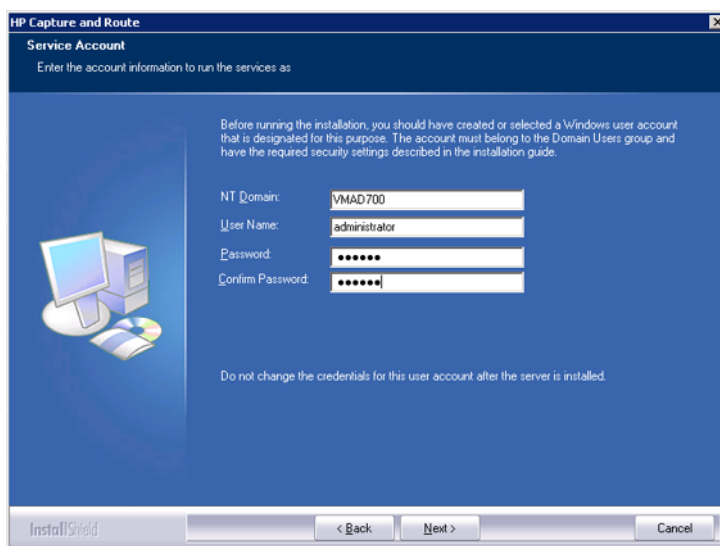 HP Capture and Route
Service Account
Enter the account information to run the services as
Before running the installation, you should have created or selected a Windows user account
that is designated for this purpose. The account must belong to the Domain Users group and
have the required security settings described in the installation guide.
NT Domain:
VMAD700
User Name:
administrator
Password:
••••••
Confirm Password:
••••••
Do not change the credentials for this user account after the server is installed.
InstallShield
< Back
Next >
Cancel